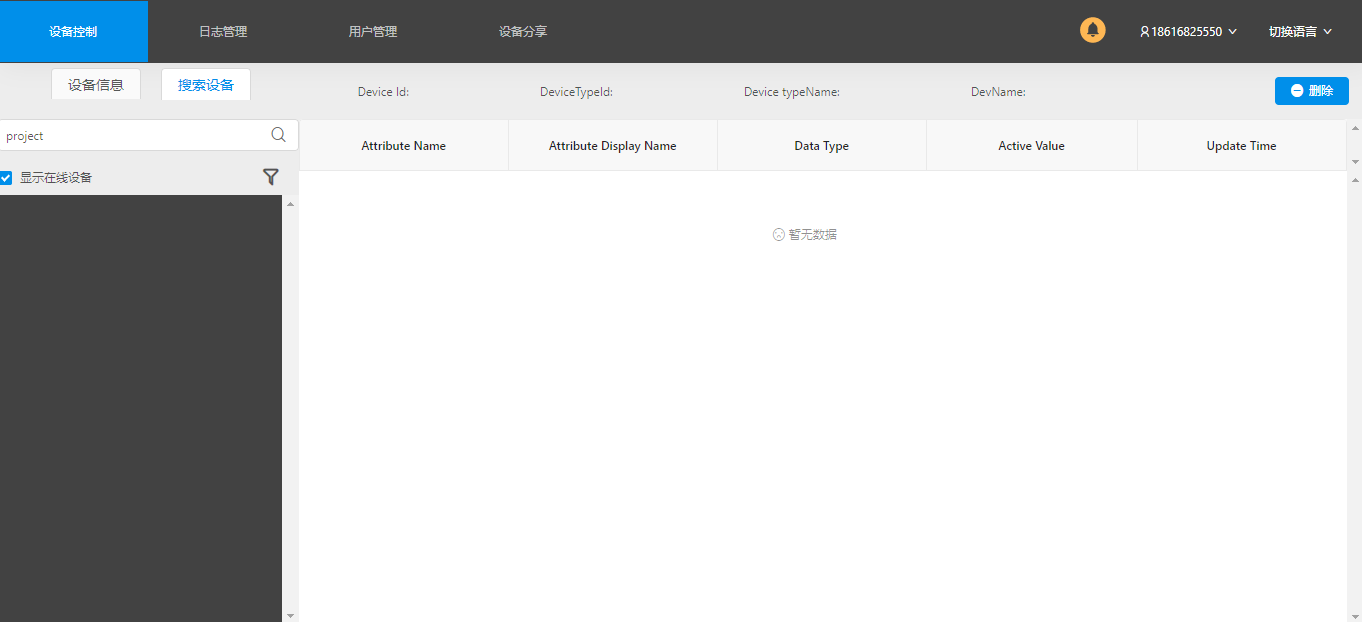 设备控制
日志管理
用户管理
设备分享
18616825550
切换语言
设备信息
搜索设备
Device Id:
DeviceTypeId:
Device typeName:
DevName:
删除
project
显示在线设备
Attribute Name
Attribute Display Name
Data Type
Active Value
Update Time
暂无数据